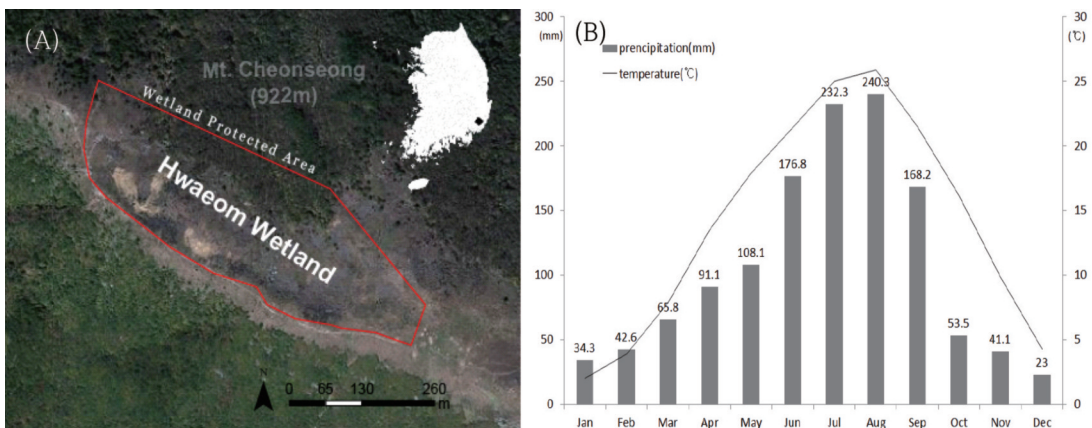 (A)
Mt. Cheonseong
(922m)
Wetland Protected Area
Hwaeom Wetland
N
0 65 130 260
m
(B)
300
(mm)
250
200
150
100
50
0
prencipitation(mm)
temperature(℃)
34.3
42.6
65.8
91.1
108.1
176.8
232.3
240.3
168.2
53.5
41.1
23
Jan Feb Mar Apr May Jun Jul Aug Sep Oct Nov Dec
30
(℃)
25
20
15
10
5
0